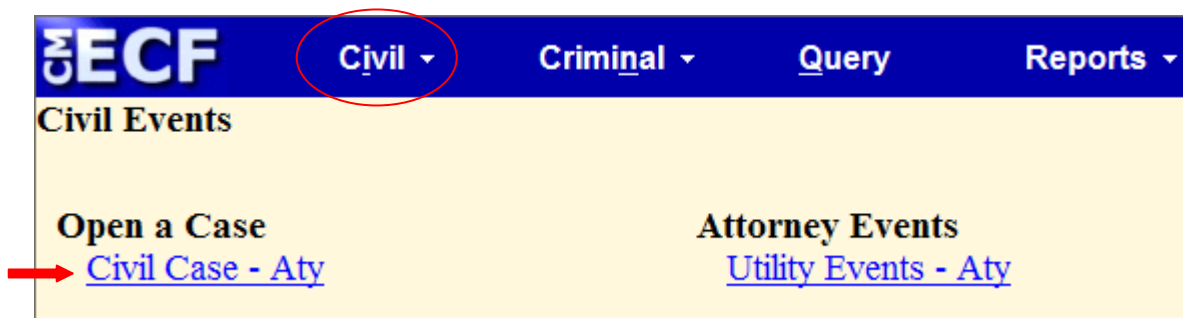 CM ECF Civil Criminal Query Reports
Civil Events
Open a Case Attorney Events
Civil Case - Aty Utility Events - Aty